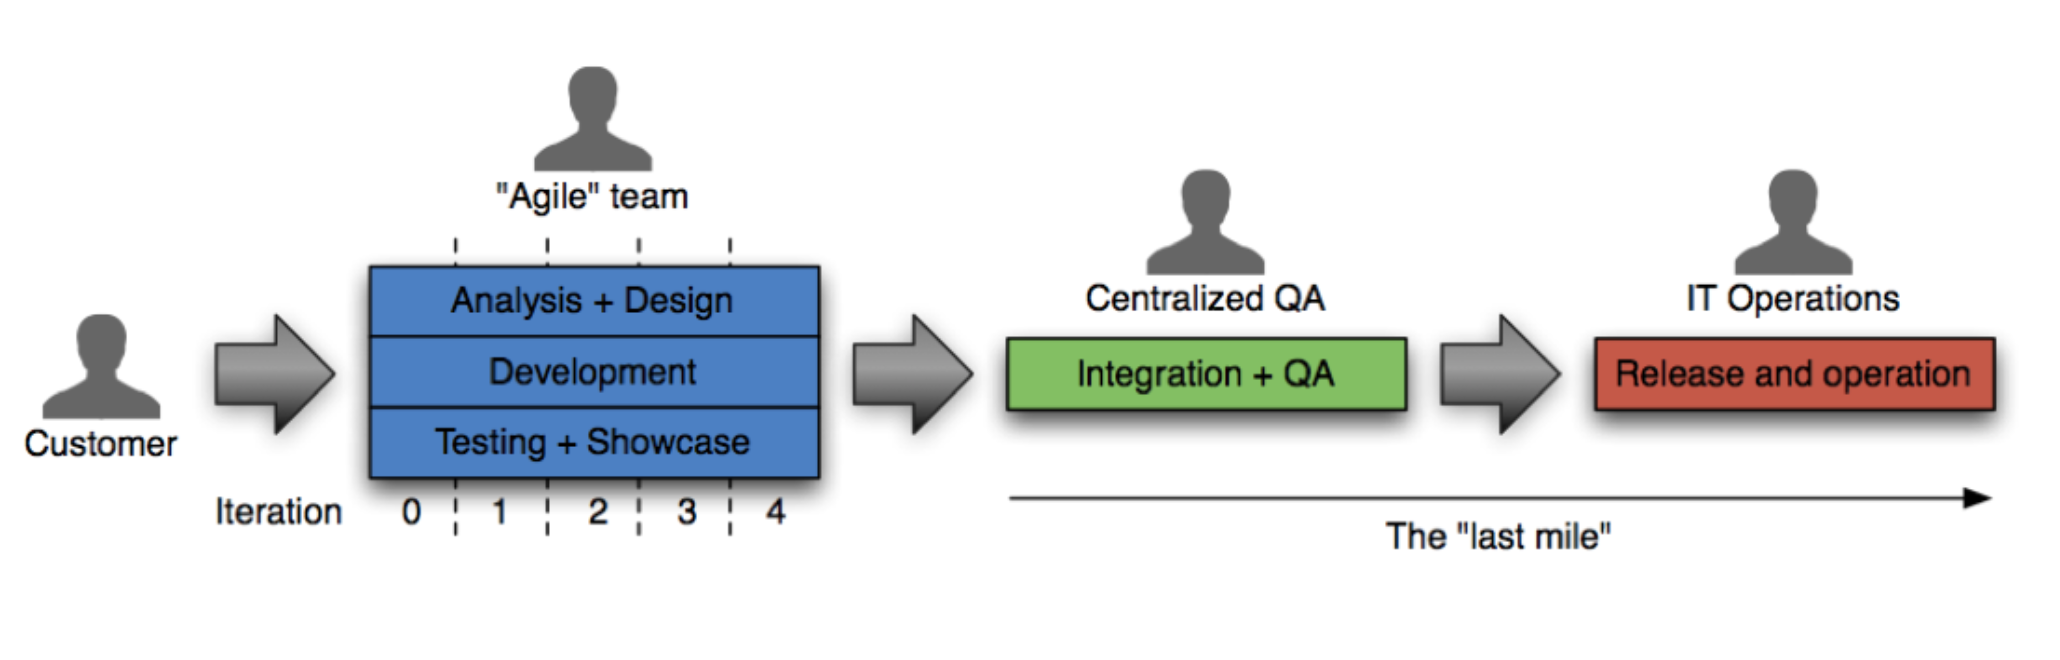 "Agile" team
Analysis + Design
Development
Testing + Showcase
Customer
Iteration 0 1 2 3 4
Centralized QA
Integration + QA
IT Operations
Release and operation
The "last mile"